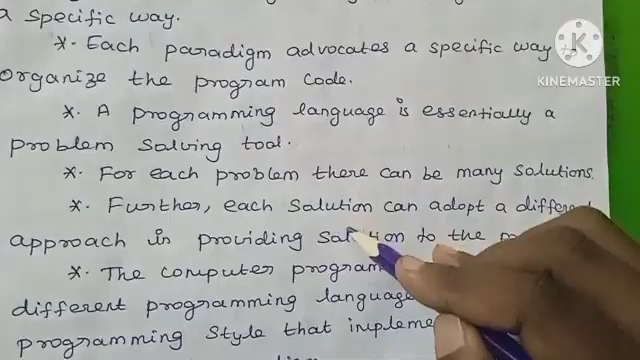 a specific way.
*. Each paradigm advocates a specific way
organize the program code.
KINEMASTER
*. A programming language is essentially a
problem solving tool.
*. For each problem there can be many solutions.
*. Further, each solution can adopt a
approach in providing to the
*. The computer
different programming
programming style that